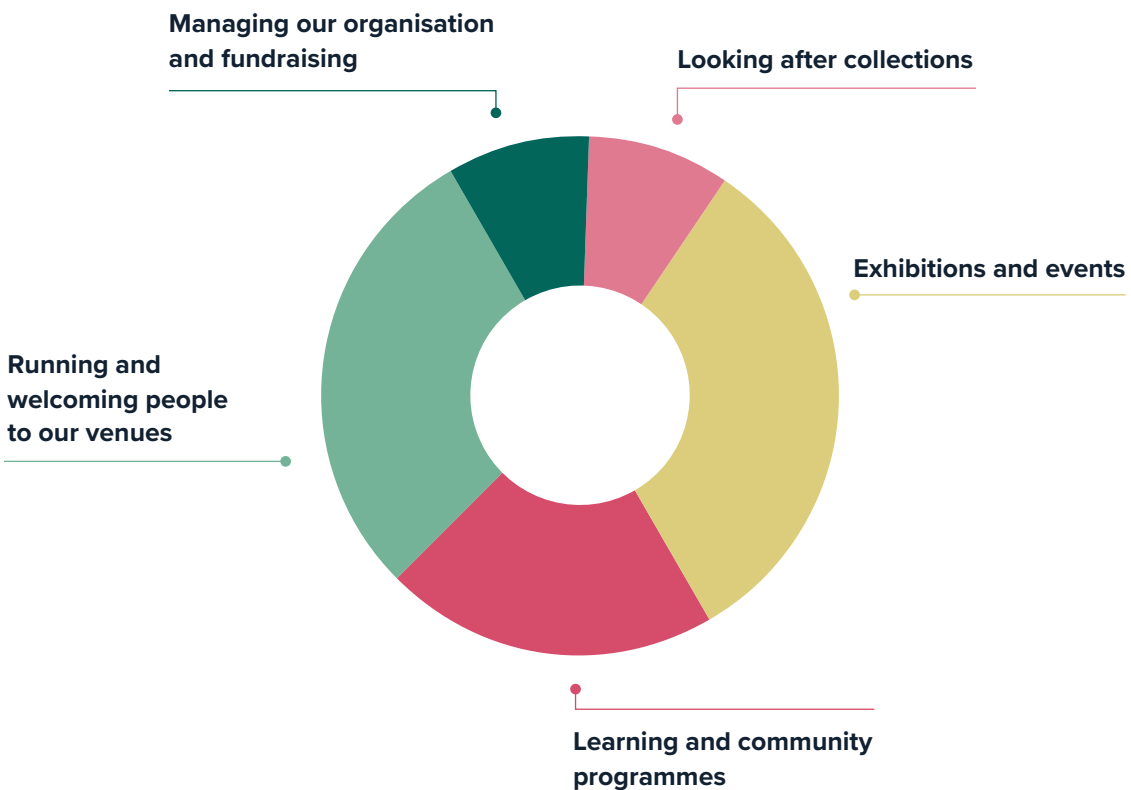 Managing our organisation
and fundraising
Looking after collections
Exhibitions and events
Running and
welcoming people
to our venues
Learning and community
programmes